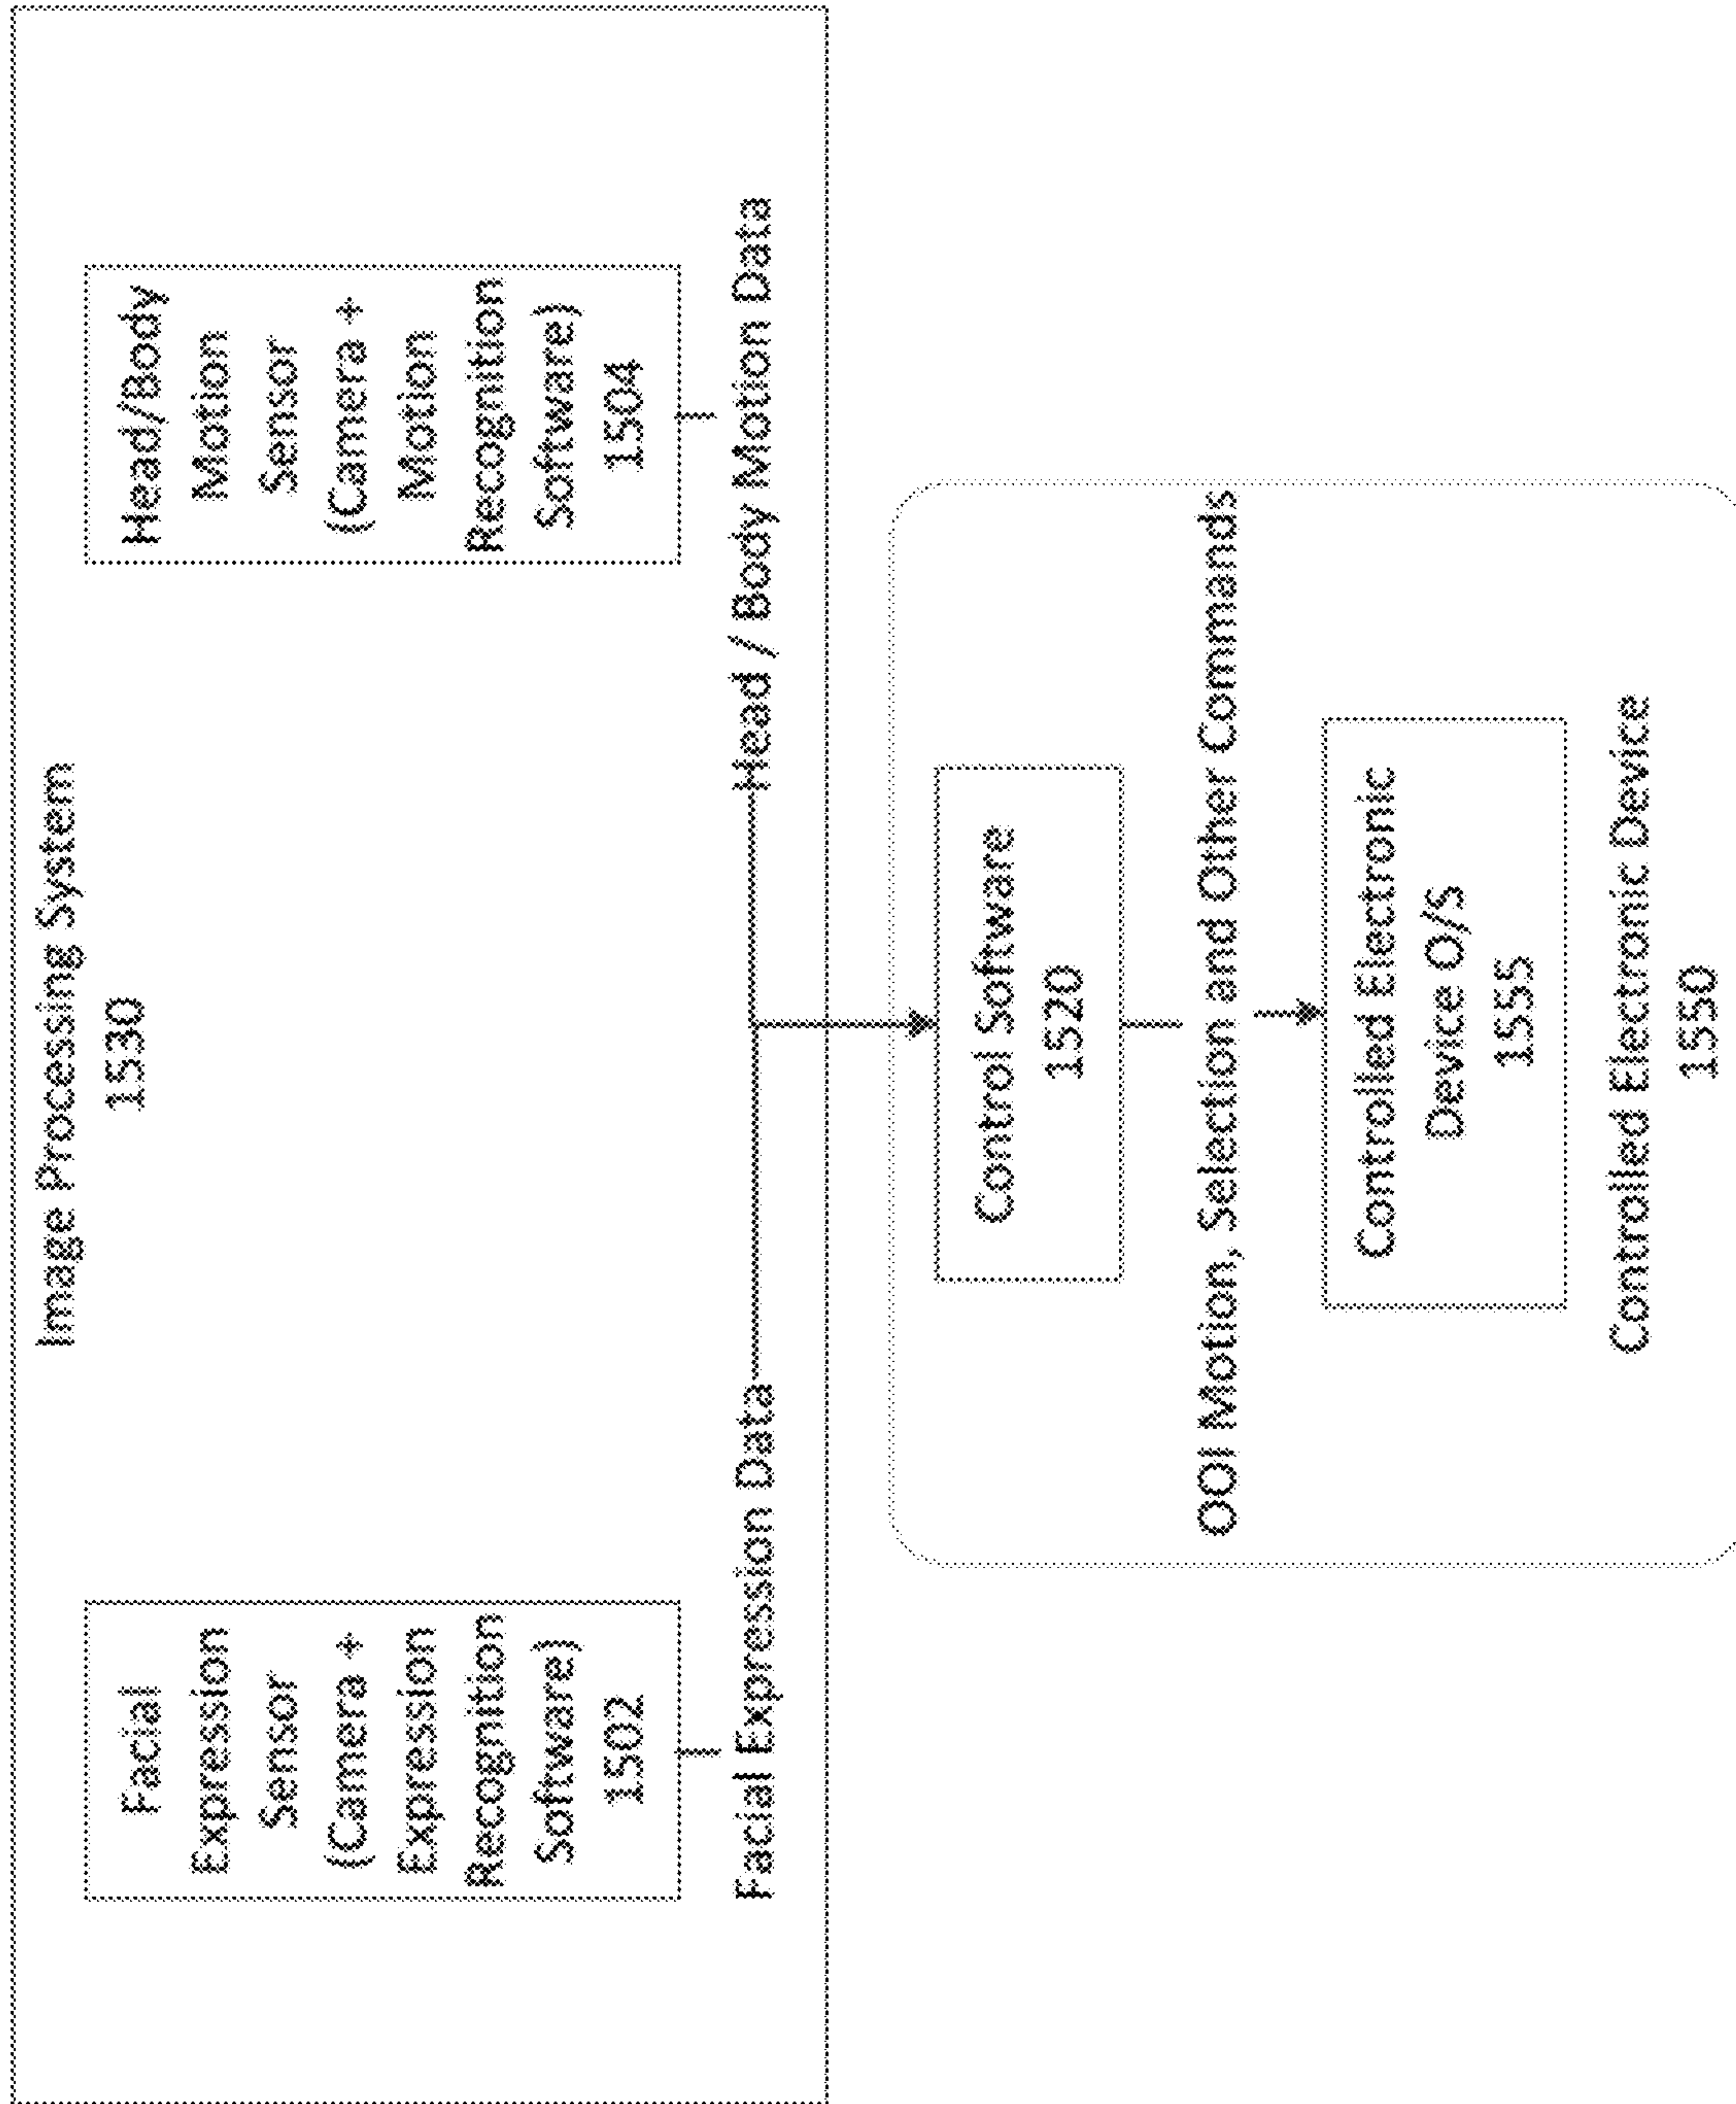 Image Processing System
1530
Facial
Expression
Sensor
(Camera +
Expression
Recognition
Software)
1502
Head/Body
Motion
Sensor
(Camera +
Motion
Recognition
Software)
1504
Facial Expression Data
Head / Body Motion Data
Control Software
1520
OOI Motion, Selection and Other Commands
Controlled Electronic
Device O/S
1555
Controlled Electronic Device
1550